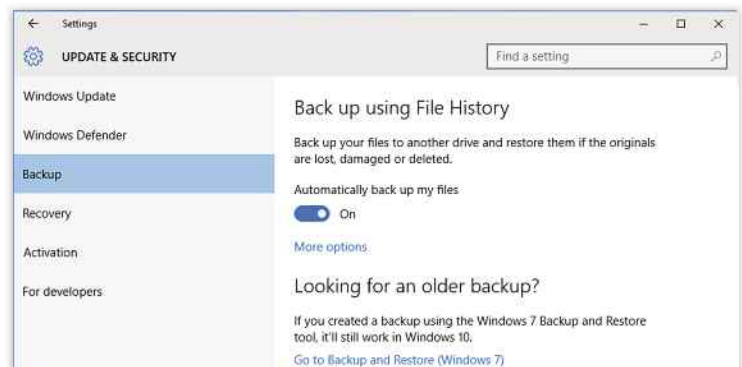 Settings
UPDATE & SECURITY
Find a setting
Windows Update
Windows Defender
Backup
Recovery
Activation
For developers
Back up using File History
Back up your files to another drive and restore them if the originals
are lost, damaged or deleted.
Automatically back up my files
On
More options
Looking for an older backup?
If you created a backup using the Windows 7 Backup and Restore
tool, it'll still work in Windows 10.
Go to Backup and Restore (Windows 7)